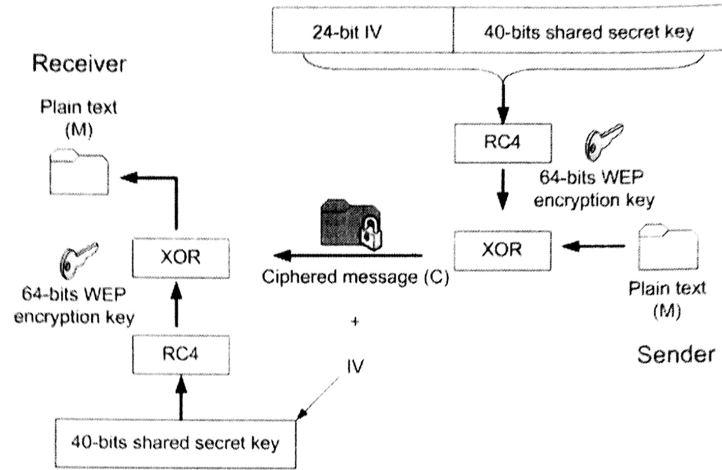 24-bit IV
40-bits shared secret key
Receiver
Plain text
(M)
RC4
64-bits WEP
encryption key
XOR
Ciphered message (C)
XOR
64-bits WEP
encryption key
Plain text
(M)
+
RC4
IV
Sender
40-bits shared secret key